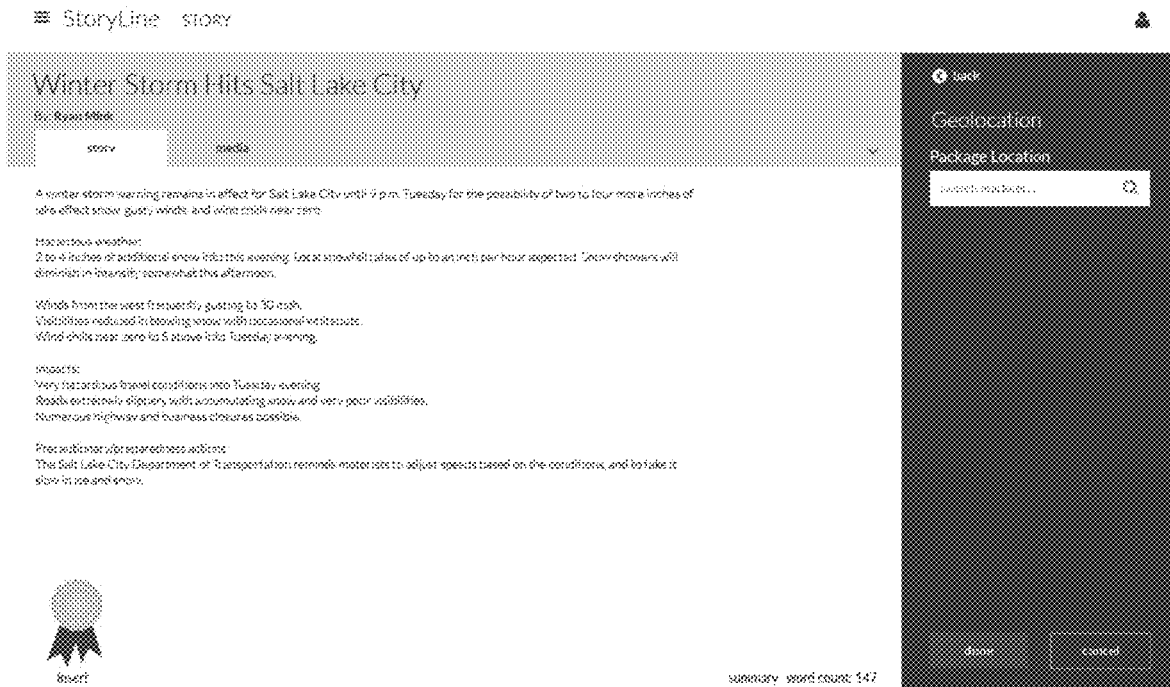 StoryLine STORY
Winter Storm Hits Salt Lake City
By Ryan Mink
story media
A winter storm warning remains in effect for Salt Lake City until 9 p.m. Tuesday for the possibility of two to four more inches of
lake effect snow, gusty winds, and wind chills near zero.
Hazardous weather:
2 to 4 inches of additional snow into this evening. Local snowfall rates of up to an inch per hour expected. Snow showers will
diminish in intensity somewhat this afternoon.
Winds from the west frequently gusting to 30 mph.
Visibilities reduced in blowing snow with occasional whiteouts.
Wind chills near zero to 5 above into Tuesday evening.
Impacts:
Very hazardous travel conditions into Tuesday evening
Roads extremely slippery with accumulating snow and very poor visibilities.
Numerous highway and business closures possible.
Precautionary/preparedness actions:
The Salt Lake City Department of Transportation reminds motorists to adjust speeds based on the conditions, and to take it
slow in ice and snow.
Insert
summary word count: 147
back
Geolocation
Package Location
done cancel